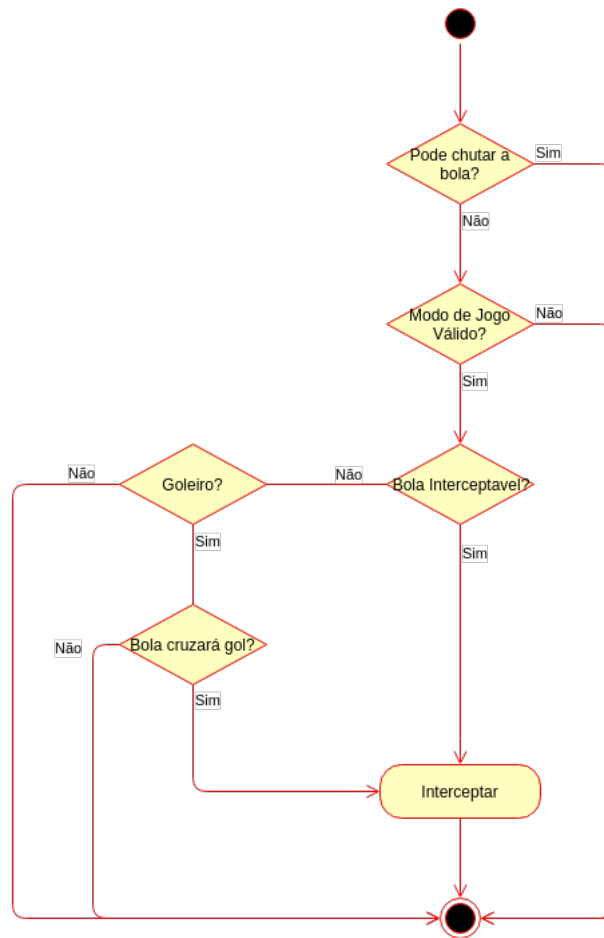 Pode chutar a
bola?
Sim
Não
Modo de Jogo
Válido?
Não
Sim
Não
Goleiro?
Não
Bola Interceptavel?
Sim
Sim
Não
Bola cruzará gol?
Sim
Interceptar